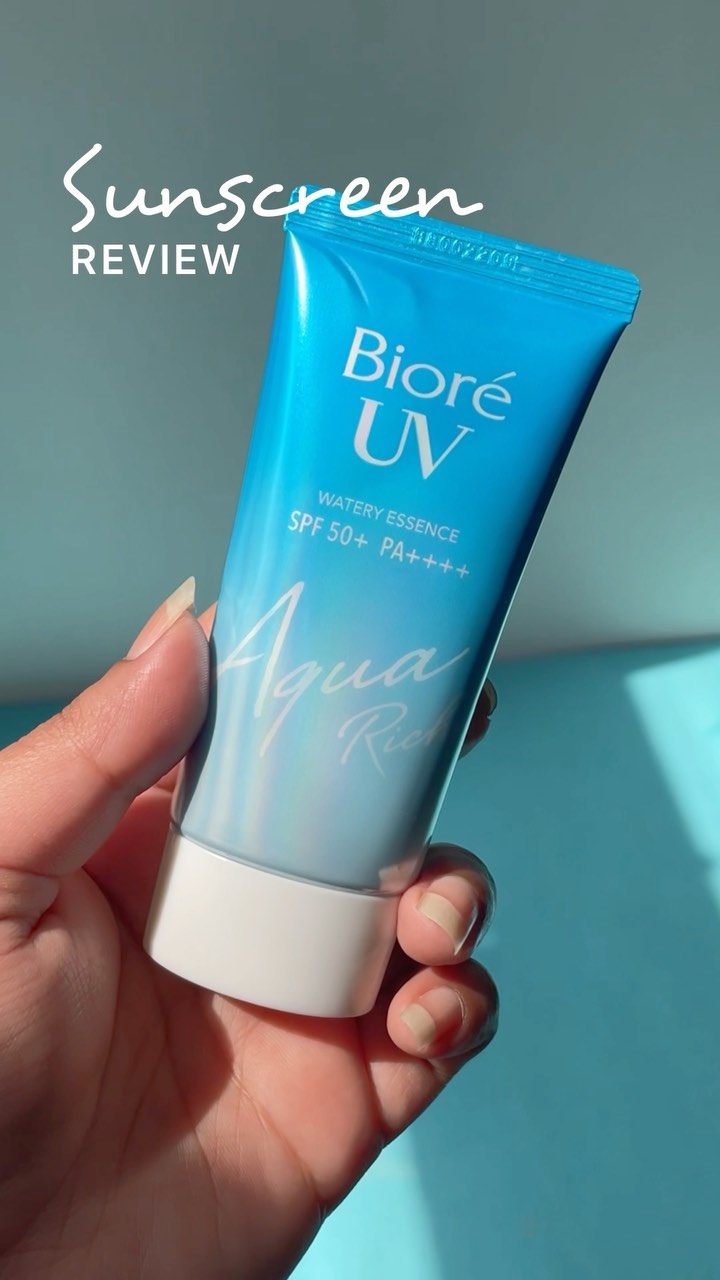 Sunscreen
REVIEW
Bioré
UV
WATERY ESSENCE
SPF 50+ PA++++
Aqua
Rich